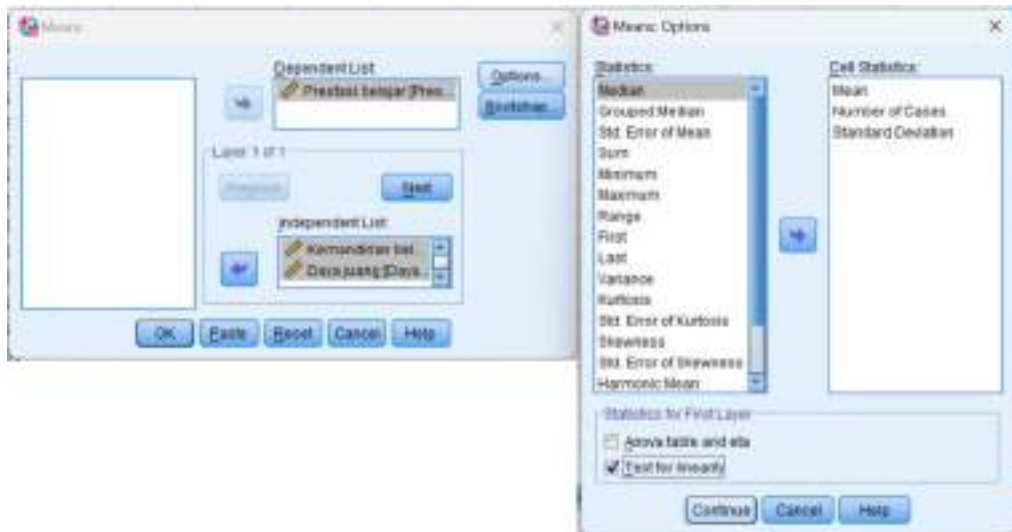 Means
Dependent List:
Prestasi belajar [Pres...
Options...
Bootstrap...
Layer 1 of 1
Previous
Next
Independent List:
Kemandirian bel...
Daya juang [Daya...
OK
Paste
Reset
Cancel
Help
Means: Options
Statistics:
Median
Grouped Median
Std. Error of Mean
Sum
Minimum
Maximum
Range
First
Last
Variance
Kurtosis
Std. Error of Kurtosis
Skewness
Std. Error of Skewness
Harmonic Mean
Cell Statistics:
Mean
Number of Cases
Standard Deviation
Statistics for First Layer
Anova table and eta
Test for linearity
Continue
Cancel
Help